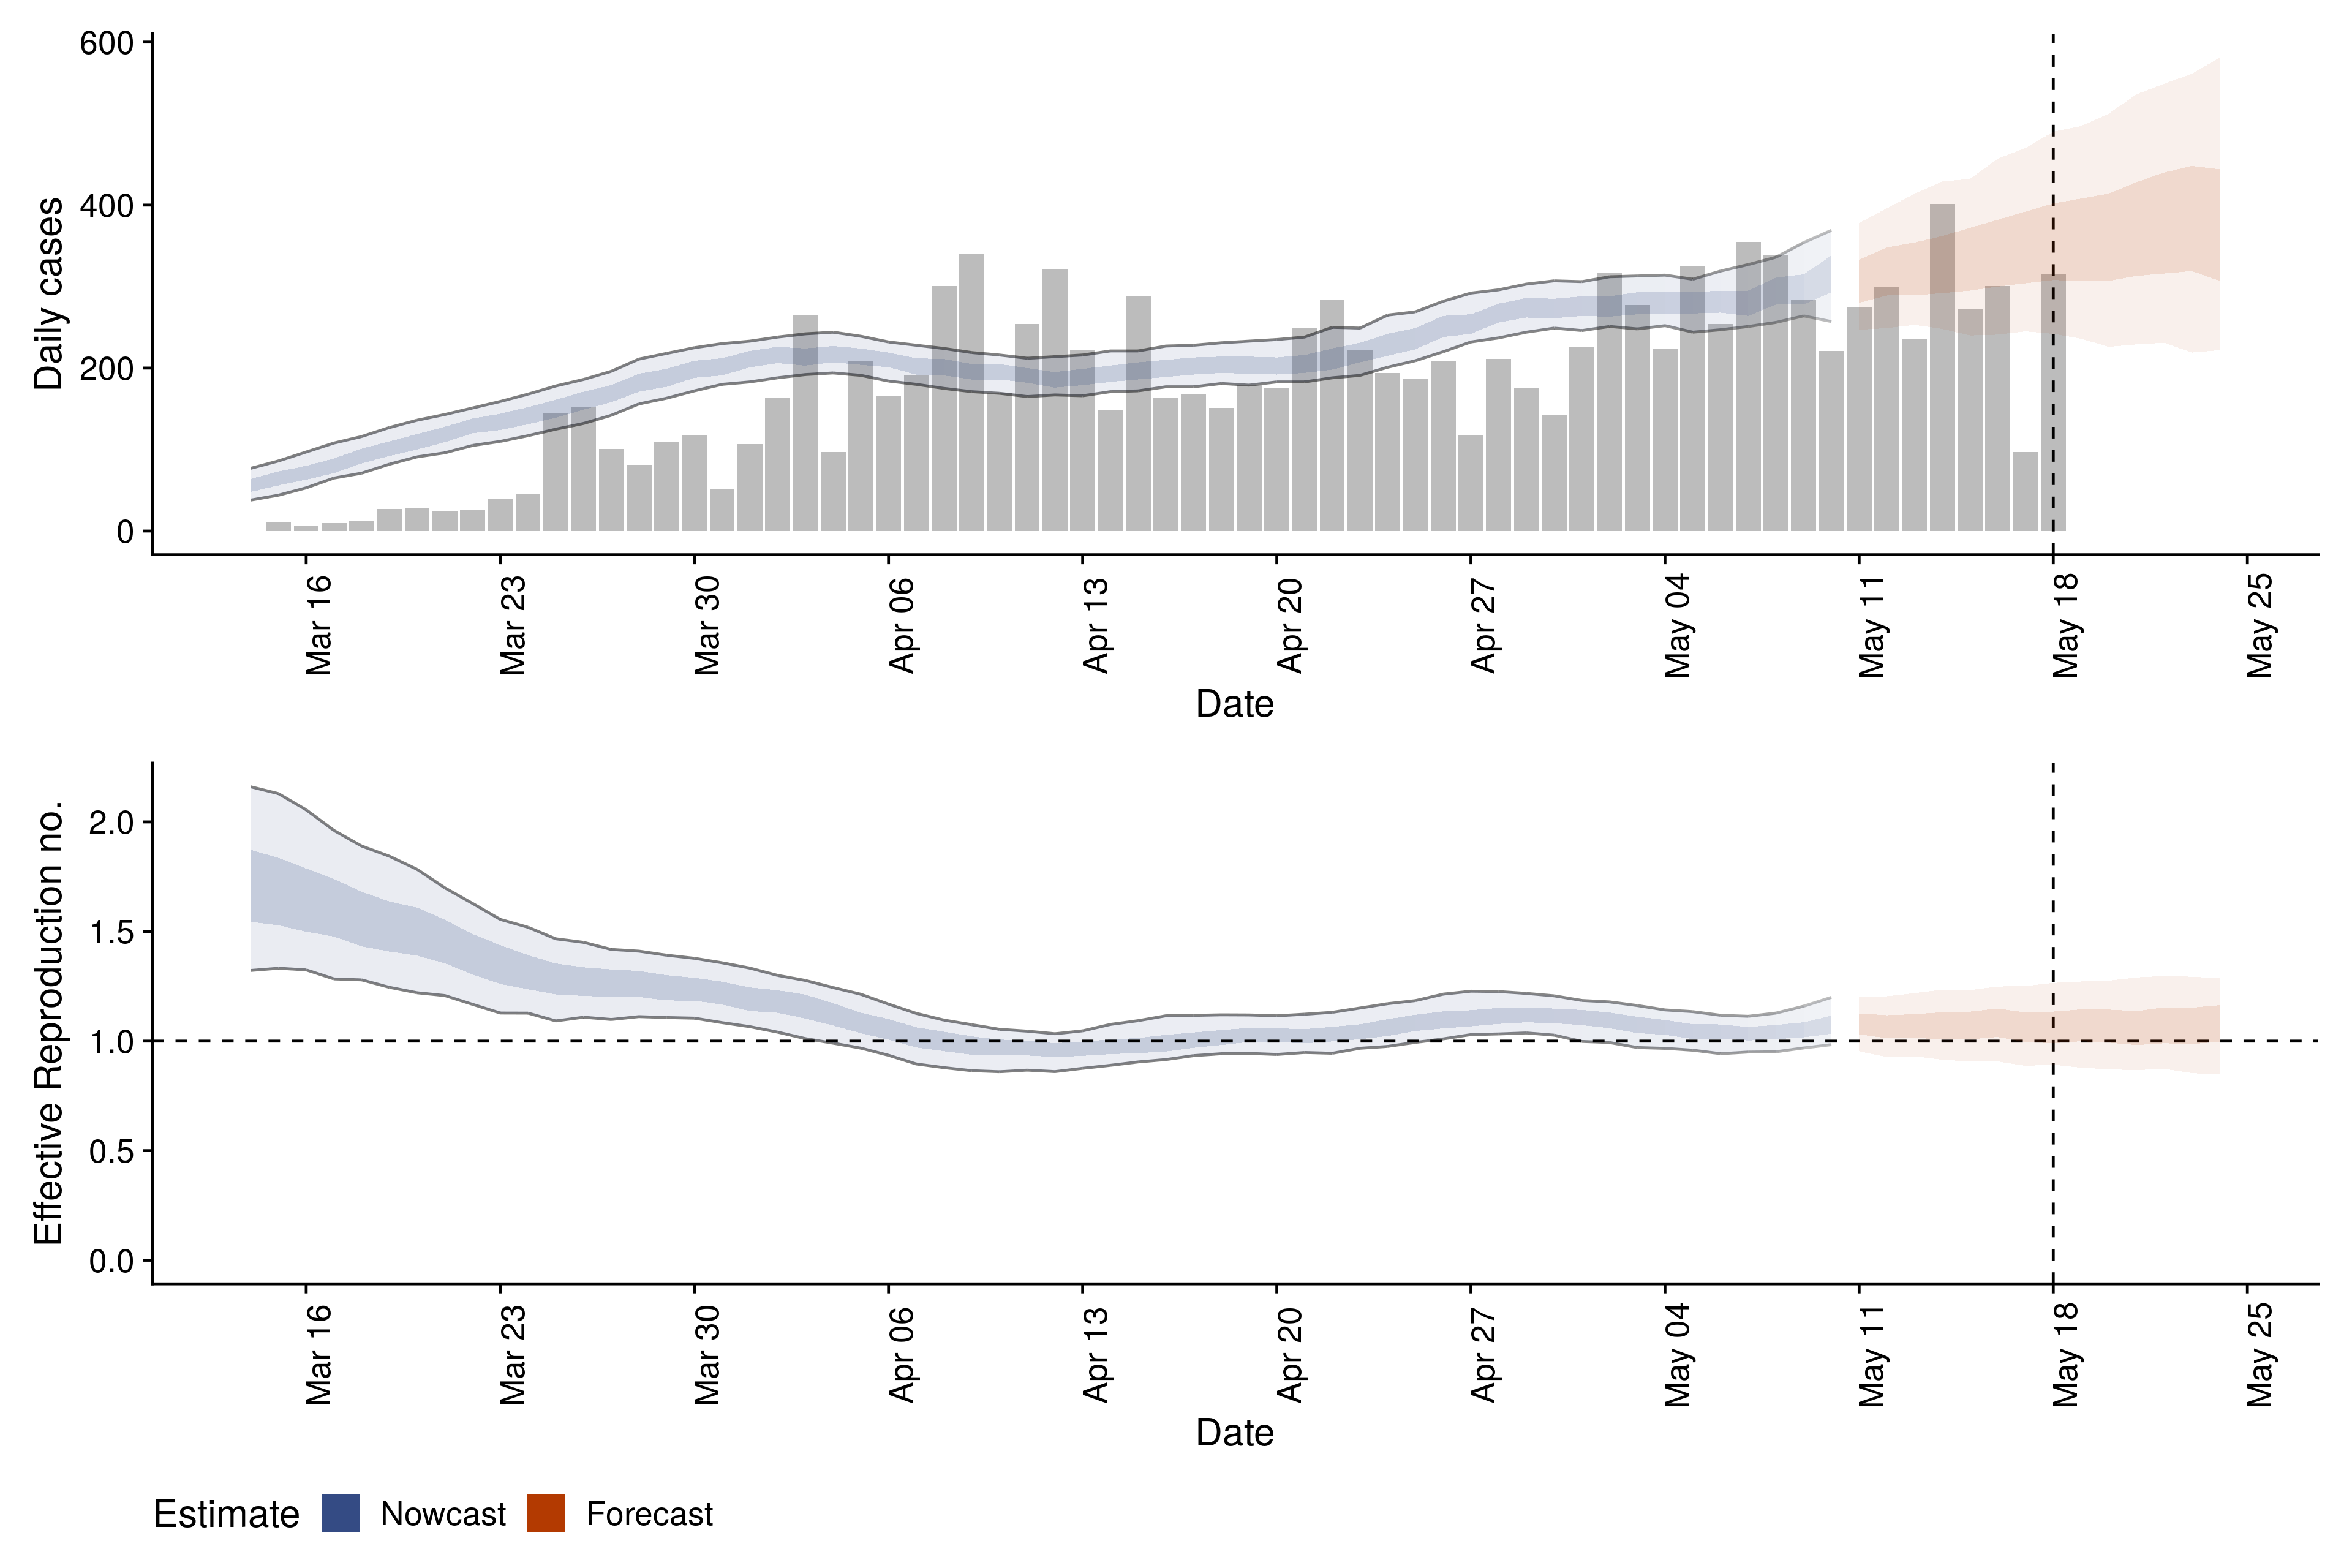 600
400
200
0
Daily cases
Mar 16
Mar 23
Mar 30
Apr 06
Apr 13
Apr 20
Apr 27
May 04
May 11
May 18
May 25
Date
2.0
1.5
1.0
0.5
0.0
Effective Reproduction no.
Mar 16
Mar 23
Mar 30
Apr 06
Apr 13
Apr 20
Apr 27
May 04
May 11
May 18
May 25
Date
Estimate Nowcast Forecast